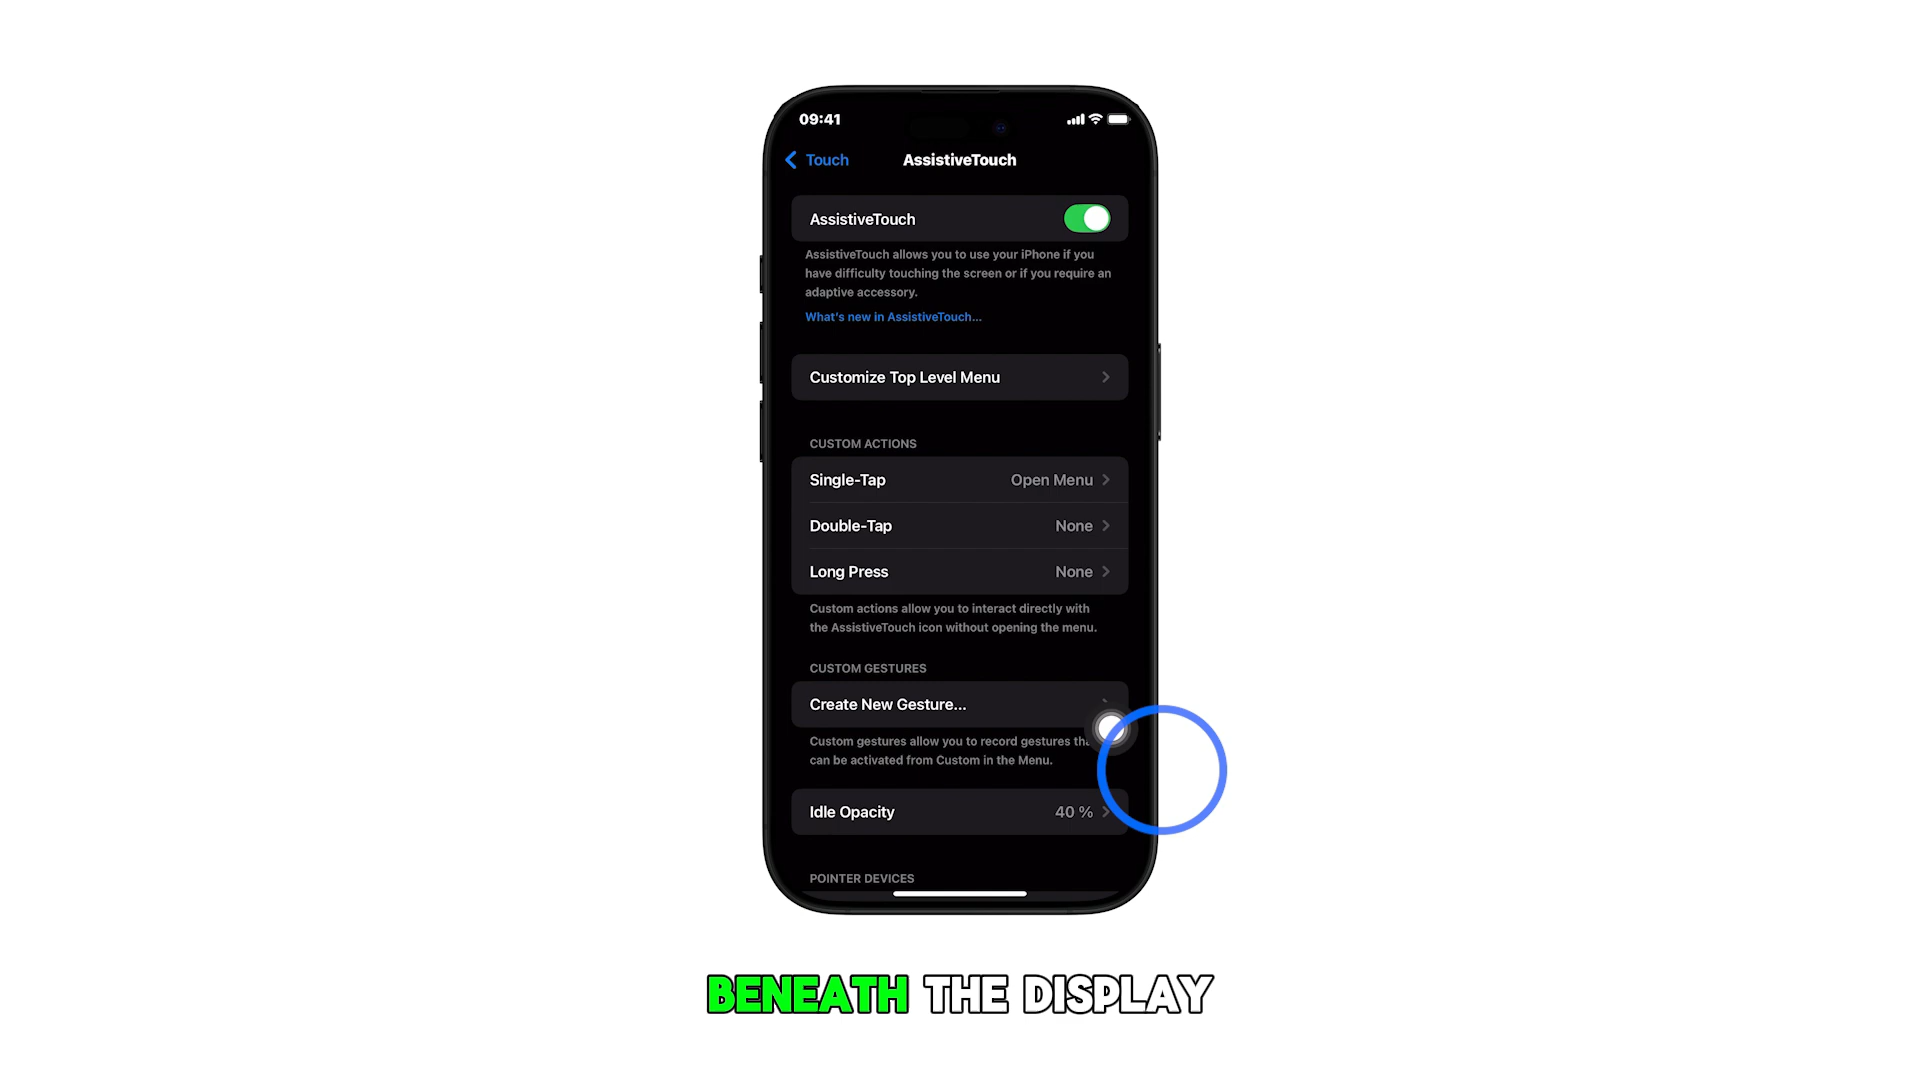 09:41
Touch
AssistiveTouch
AssistiveTouch
AssistiveTouch allows you to use your iPhone if you
have difficulty touching the screen or if you require an
adaptive accessory.
What's new in AssistiveTouch...
Customize Top Level Menu
CUSTOM ACTIONS
Single-Tap Open Menu
Double-Tap None
Long Press None
Custom actions allow you to interact directly with
the AssistiveTouch icon without opening the menu.
CUSTOM GESTURES
Create New Gesture...
Custom gestures allow you to record gestures
can be activated from Custom in the Menu.
Idle Opacity 40 %
POINTER DEVICES
BENEATH THE DISPLAY